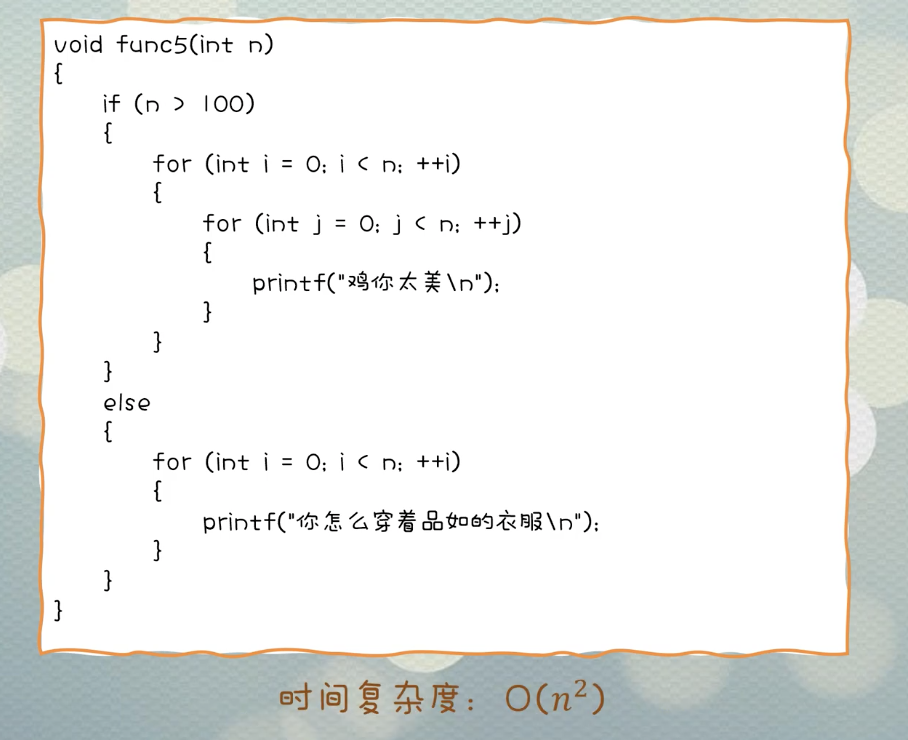 void func5(int n)
{
    if (n > 100)
    {
        for (int i = 0; i < n; ++i)
        {
            for (int j = 0; j < n; ++j)
            {
                printf("鸡你太美\n");
            }
        }
    }
    else
    {
        for (int i = 0; i < n; ++i)
        {
            printf("你怎么穿着品如的衣服\n");
        }
    }
}
时间复杂度： O(n²)